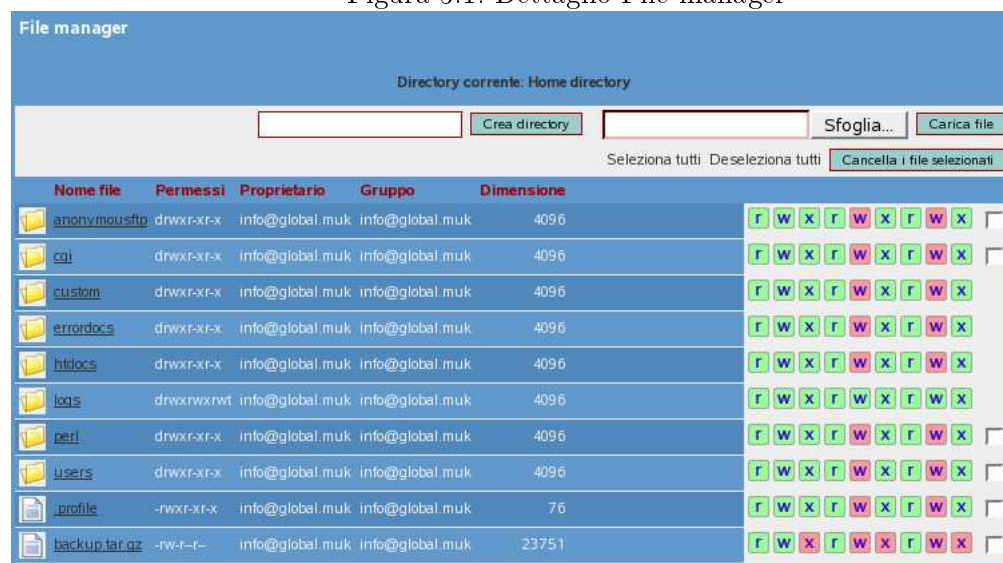 File manager
Directory corrente: Home directory
Crea directory Sfoglia... Carica file
Seleziona tutti Deseleziona tutti Cancella i file selezionati
Nome file Permessi Proprietario Gruppo Dimensione
anonymousftp drwxr-xr-x info@global.muk info@global.muk 4096 r w x r w x r w x
cgi drwxr-xr-x info@global.muk info@global.muk 4096 r w x r w x r w x
custom drwxr-xr-x info@global.muk info@global.muk 4096 r w x r w x r w x
errordocs drwxr-xr-x info@global.muk info@global.muk 4096 r w x r w x r w x
htdocs drwxr-xr-x info@global.muk info@global.muk 4096 r w x r w x r w x
logs drwxrwxrwt info@global.muk info@global.muk 4096 r w x r w x r w x
perl drwxr-xr-x info@global.muk info@global.muk 4096 r w x r w x r w x
users drwxr-xr-x info@global.muk info@global.muk 4096 r w x r w x r w x
.profile -rwxr-xr-x info@global.muk info@global.muk 76 r w x r w x r w x
backup.tar.gz -rw-r--r-- info@global.muk info@global.muk 23751 r w x r w x r w x